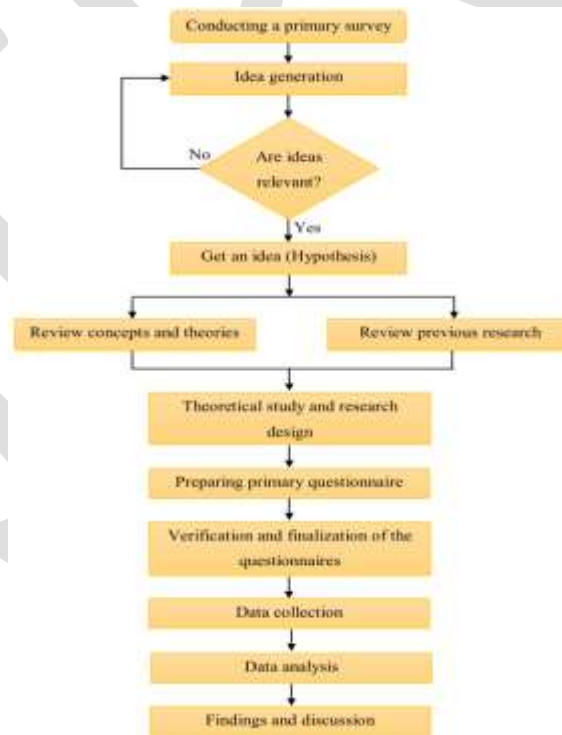 Conducting a primary survey
Idea generation
No
Are ideas
relevant?
Yes
Get an idea (Hypothesis)
Review concepts and theories
Review previous research
Theoretical study and research
design
Preparing primary questionnaire
Verification and finalization of the
questionnaires
Data collection
Data analysis
Findings and discussion